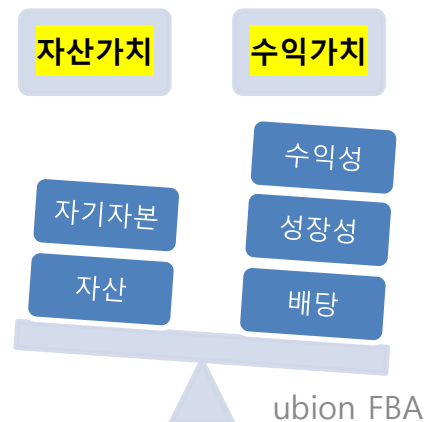 자산가치
수익가치
수익성
자기자본
성장성
자산
배당
ubion FBA